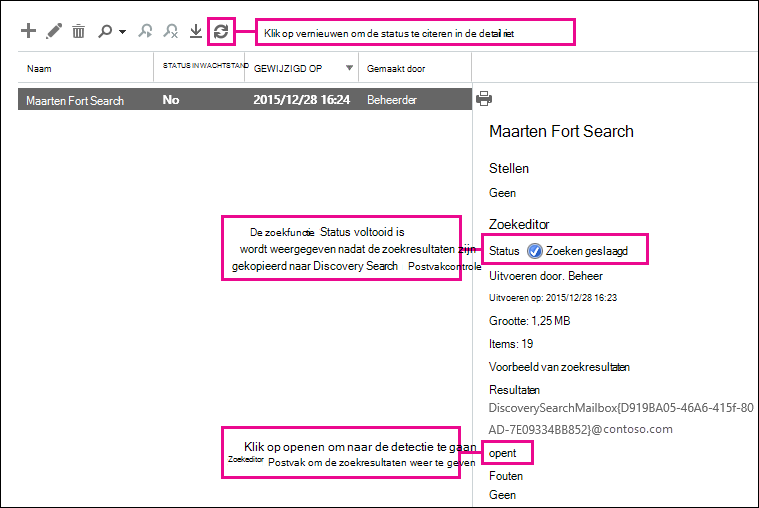 Klik op vernieuwen om de status te citeren in de detail riet
Naam STATUS IN WACHTSTAND GEWIJZIGD OP Gemaakt door
Maarten Fort Search No 2015/12/28 16:24 Beheerder
Maarten Fort Search
Stellen
Geen
Zoekeditor
De zoekfunctie Status voltooid is
wordt weergegeven nadat de zoekresultaten zijn
gekopieerd naar Discovery Search Postvakcontrole
Status Zoeken geslaagd
Uitvoeren door. Beheer
Uitvoeren op: 2015/12/28 16:23
Grootte: 1,25 MB
Items: 19
Voorbeeld van zoekresultaten
Resultaten
DiscoverySearchMailbox{D919BA05-46A6-415f-80
AD-7E09334BB852}@contoso.com
Klik op openen om naar de detectie te gaan
Zoekeditor Postvak om de zoekresultaten weer te geven
opent
Fouten
Geen